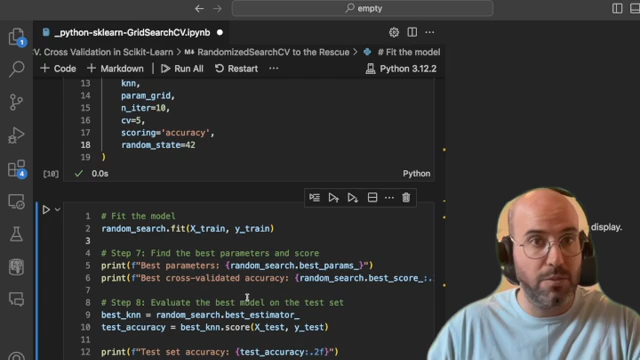 empty
_python-sklearn-GridSearchCV.ipynb
CV. Cross Validation in Scikit-Learn > RandomizedSearchCV to the Rescue > # Fit the model
+ Code + Markdown Run All Restart Python 3.12.2
13 knn,
14 param_grid,
15 n_iter=10,
16 cv=5,
17 scoring='accuracy',
18 random_state=42
19 )
[10] 0.0s Python
1 # Fit the model
2 random_search.fit(X_train, y_train)
3
4 # Step 7: Find the best parameters and score
5 print(f"Best parameters: {random_search.best_params_}")
6 print(f"Best cross-validated accuracy: {random_search.best_score_:.2
7
8 # Step 8: Evaluate the best model on the test set
9 best_knn = random_search.best_estimator_
10 test_accuracy = best_knn.score(X_test, y_test)
11
12 print(f"Test set accuracy: {test_accuracy:.2f}")
display.
1
4